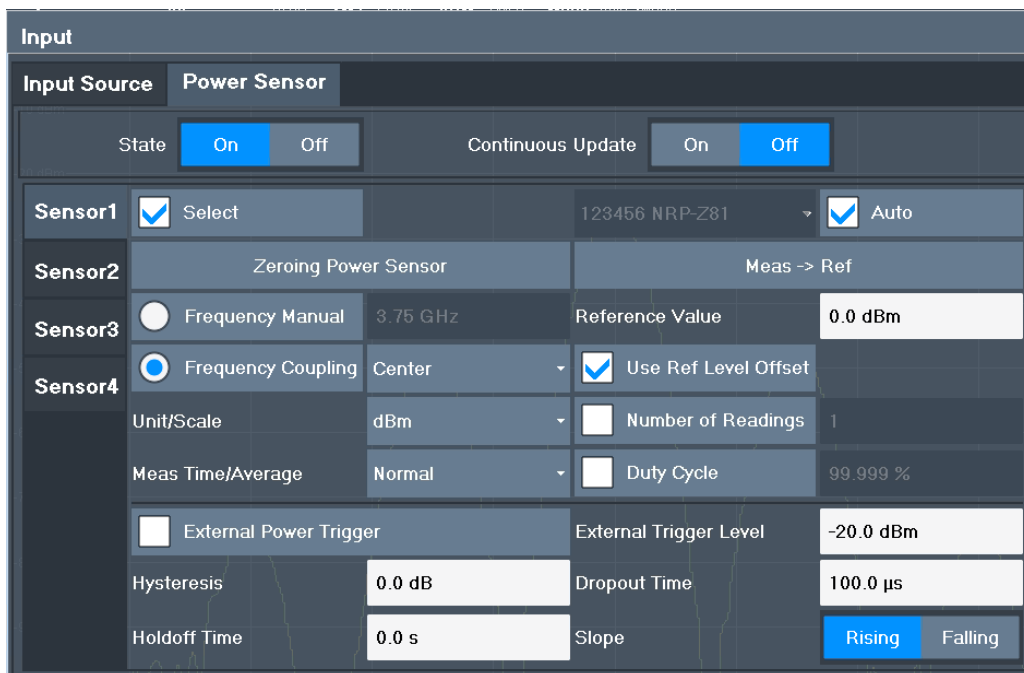 Input
Input Source Power Sensor
State On Off Continuous Update On Off
Sensor1 Select 123456 NRP-Z81 Auto
Sensor2 Zeroing Power Sensor Meas -> Ref
Sensor3 Frequency Manual 3.75 GHz Reference Value 0.0 dBm
Sensor4 Frequency Coupling Center Use Ref Level Offset
Unit/Scale dBm Number of Readings 1
Meas Time/Average Normal Duty Cycle 99.999 %
External Power Trigger External Trigger Level -20.0 dBm
Hysteresis 0.0 dB Dropout Time 100.0 µs
Holdoff Time 0.0 s Slope Rising Falling